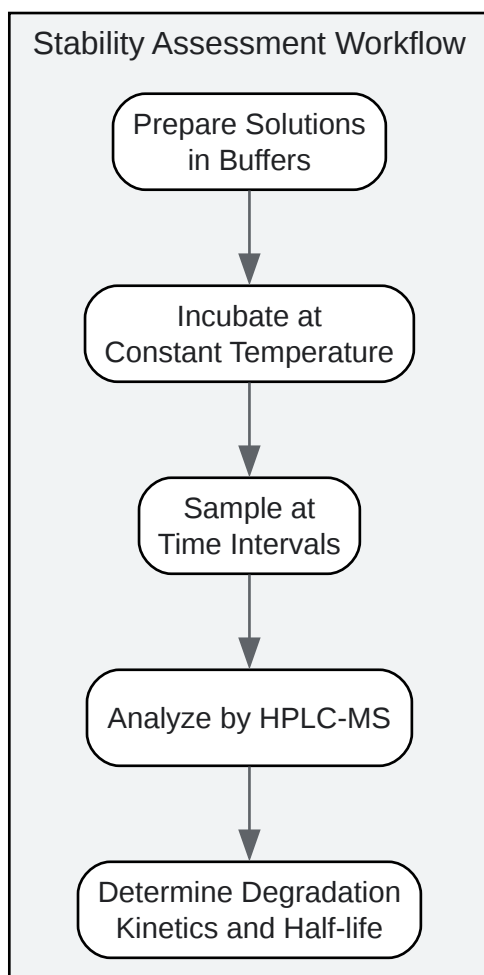 Stability Assessment Workflow
Prepare Solutions
in Buffers
Incubate at
Constant Temperature
Sample at
Time Intervals
Analyze by HPLC-MS
Determine Degradation
Kinetics and Half-life